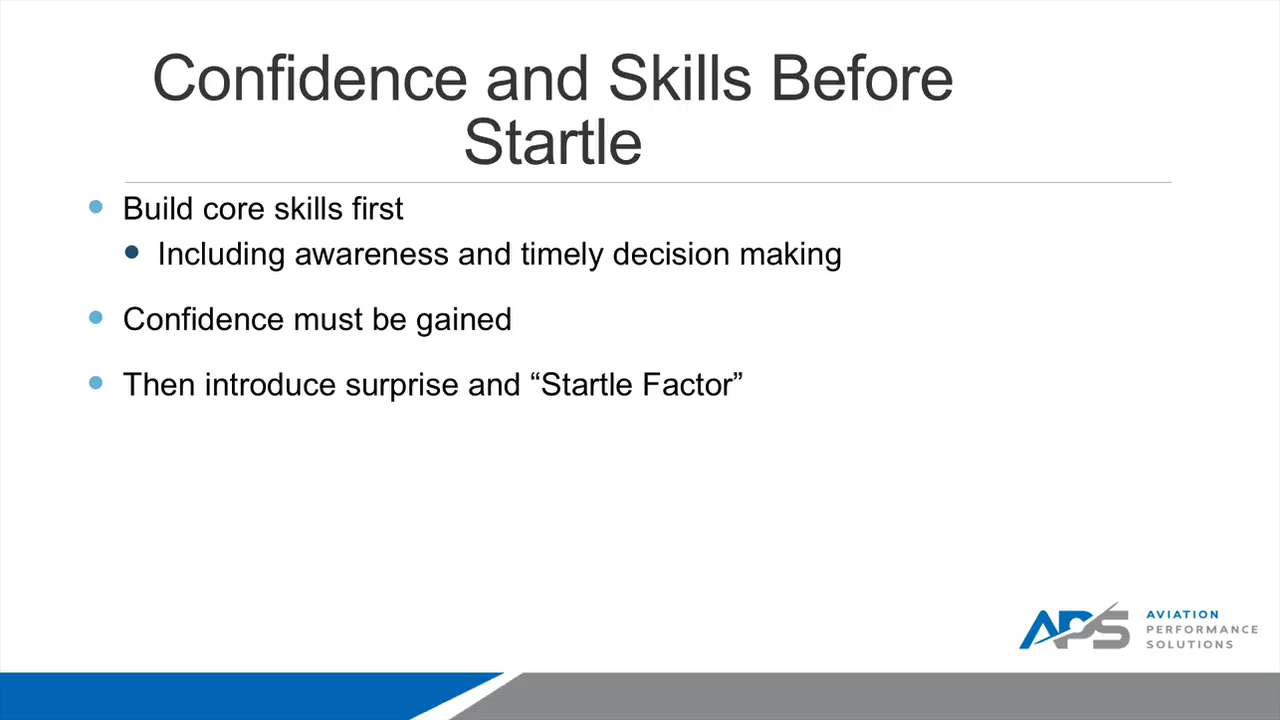 Confidence and Skills Before
Startle
Build core skills first
Including awareness and timely decision making
Confidence must be gained
Then introduce surprise and “Startle Factor”
APS
AVIATION
PERFORMANCE
SOLUTIONS